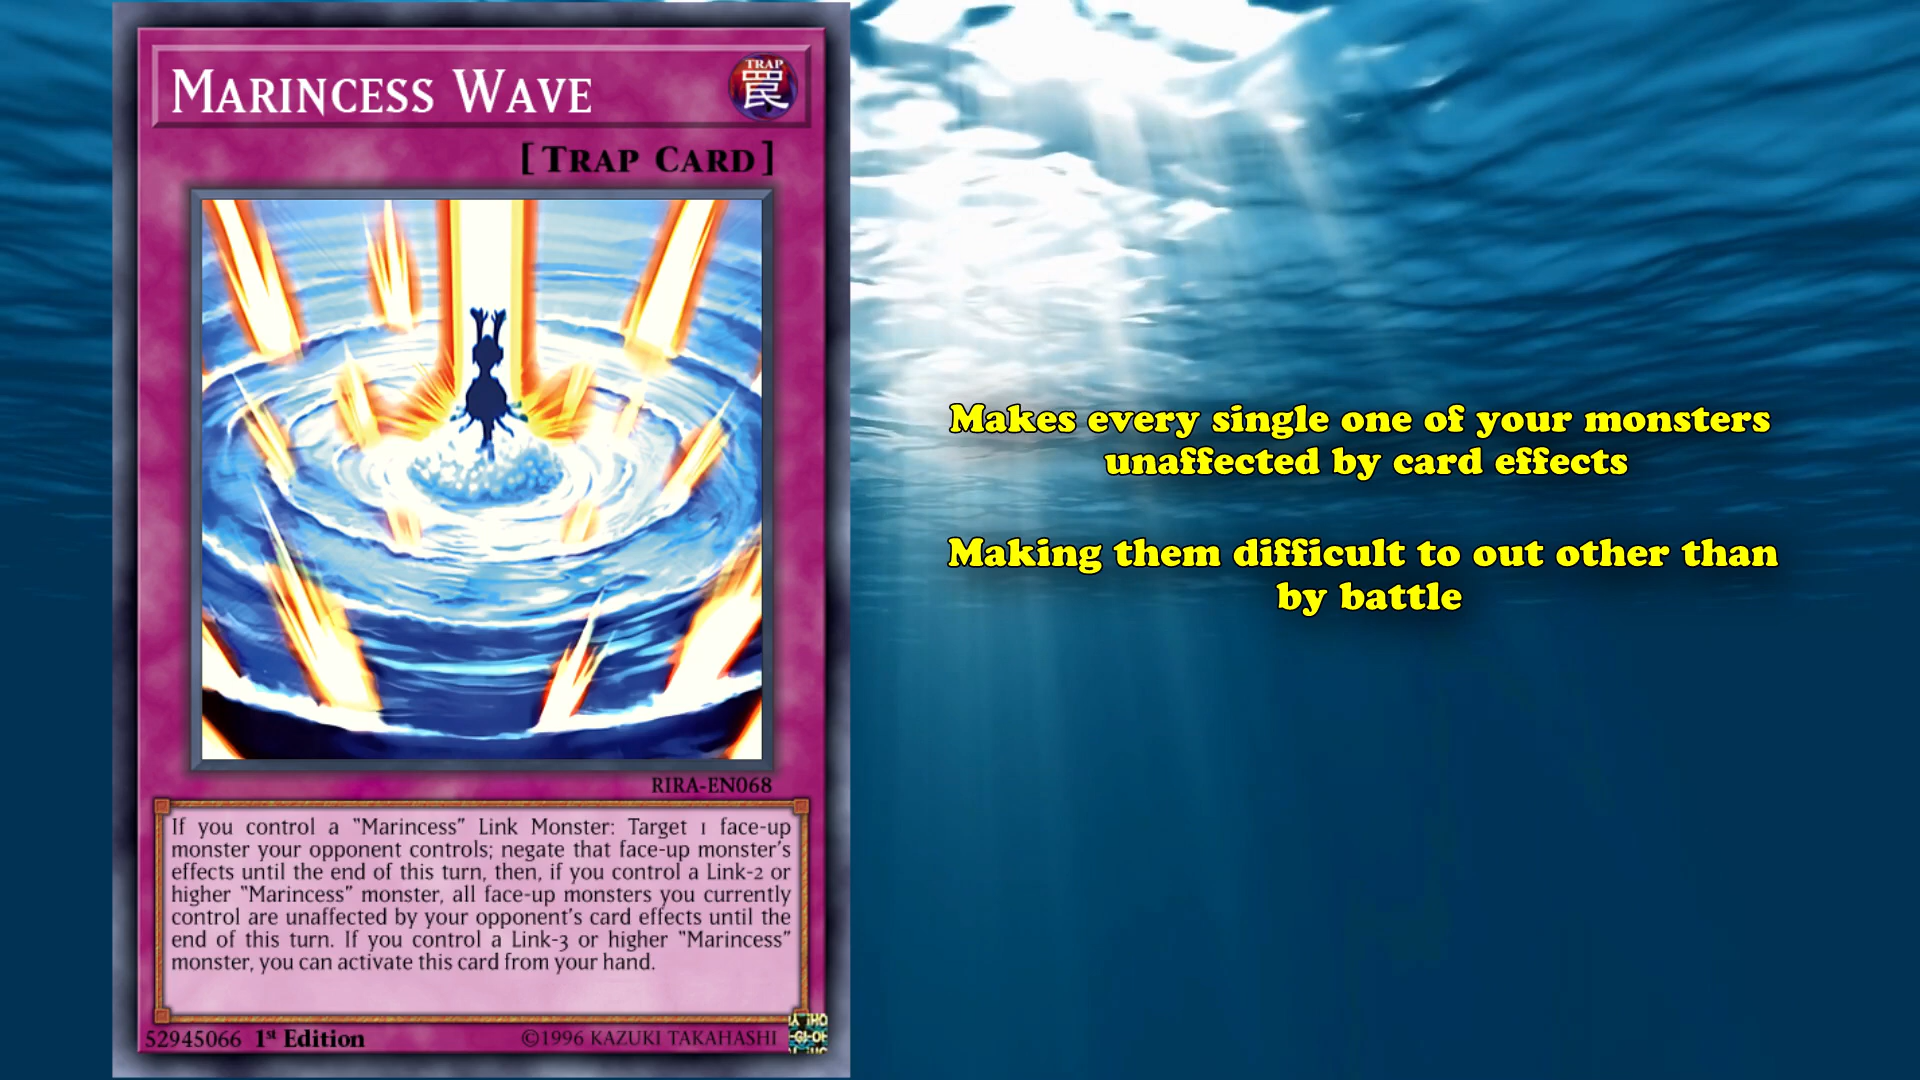 MARINCESS WAVE
TRAP
罠
[TRAP CARD]
RIRA-EN068
If you control a “Marincess” Link Monster: Target 1 face-up
monster your opponent controls; negate that face-up monster’s
effects until the end of this turn, then, if you control a Link-2 or
higher “Marincess” monster, all face-up monsters you currently
control are unaffected by your opponent’s card effects until the
end of this turn. If you control a Link-3 or higher “Marincess”
monster, you can activate this card from your hand.
52945066 1st Edition
©1996 KAZUKI TAKAHASHI
Makes every single one of your monsters
unaffected by card effects
Making them difficult to out other than
by battle